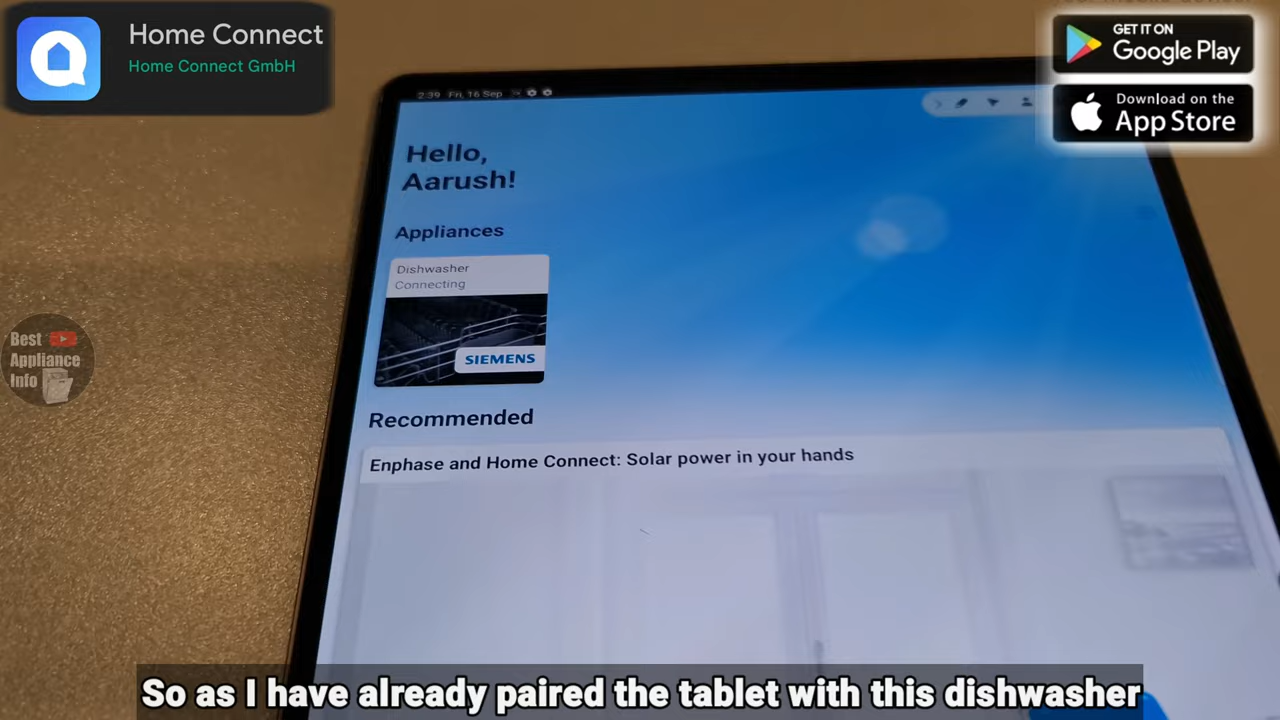 Home Connect
Home Connect GmbH
GET IT ON
Google Play
Download on the
App Store
2:39 Fri, 16 Sep
Hello,
Aarush!
Appliances
Dishwasher
Connecting
SIEMENS
Recommended
Enphase and Home Connect: Solar power in your hands
Best
Appliance
Info
So as I have already paired the tablet with this dishwasher